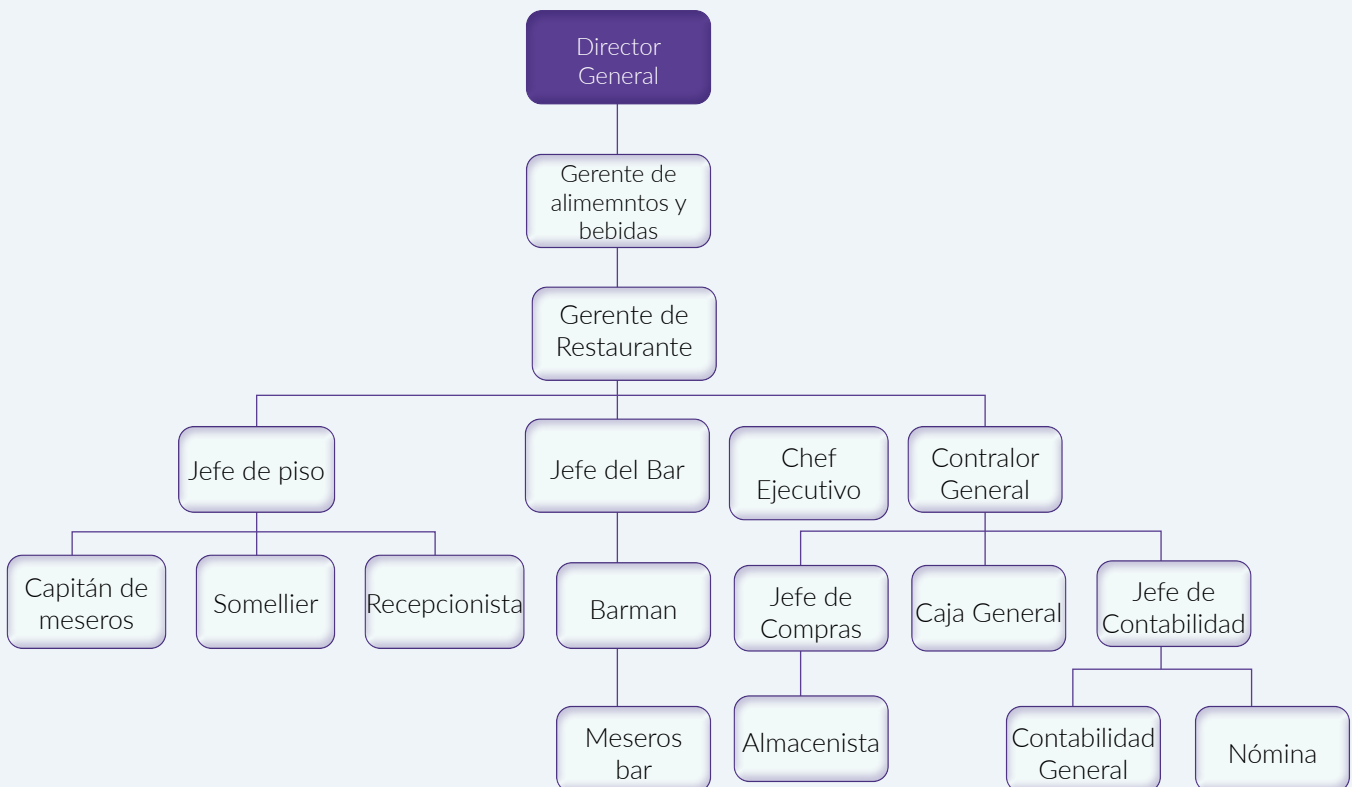 Director
General
Gerente de
alimemntos y
bebidas
Gerente de
Restaurante
Jefe de piso
Jefe del Bar
Chef
Ejecutivo
Contralor
General
Capitán de
meseros
Somellier
Recepcionista
Barman
Jefe de
Compras
Caja General
Jefe de
Contabilidad
Meseros
bar
Almacenista
Contabilidad
General
Nómina